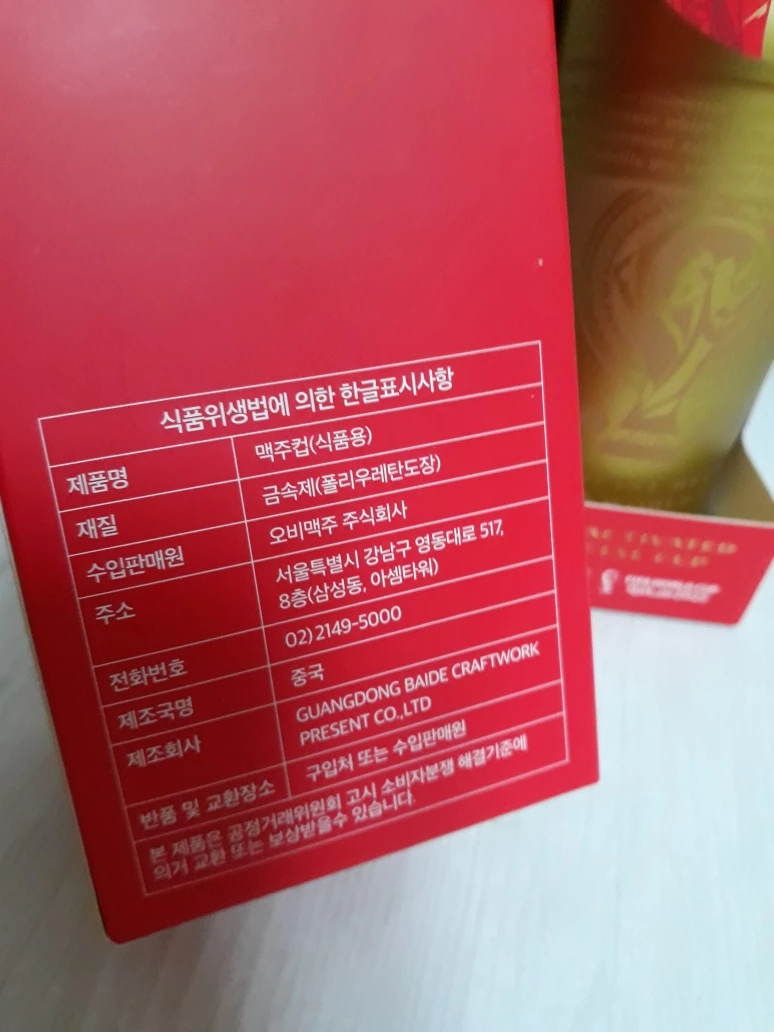 식품위생법에 의한 한글표시사항
제품명 맥주컵(식품용)
재질 금속제(폴리우레탄도장)
수입판매원 오비맥주 주식회사
주소 서울특별시 강남구 영동대로 517,
8층(삼성동, 아셈타워)
전화번호 02) 2149-5000
제조국명 중국
제조회사 GUANGDONG BAIDE CRAFTWORK
PRESENT CO.,LTD
반품 및 교환장소 구입처 또는 수입판매원
본 제품은 공정거래위원회 고시 소비자분쟁 해결기준에
의거 교환 또는 보상받을수 있습니다.
CUP
FIFA WORLD CUP